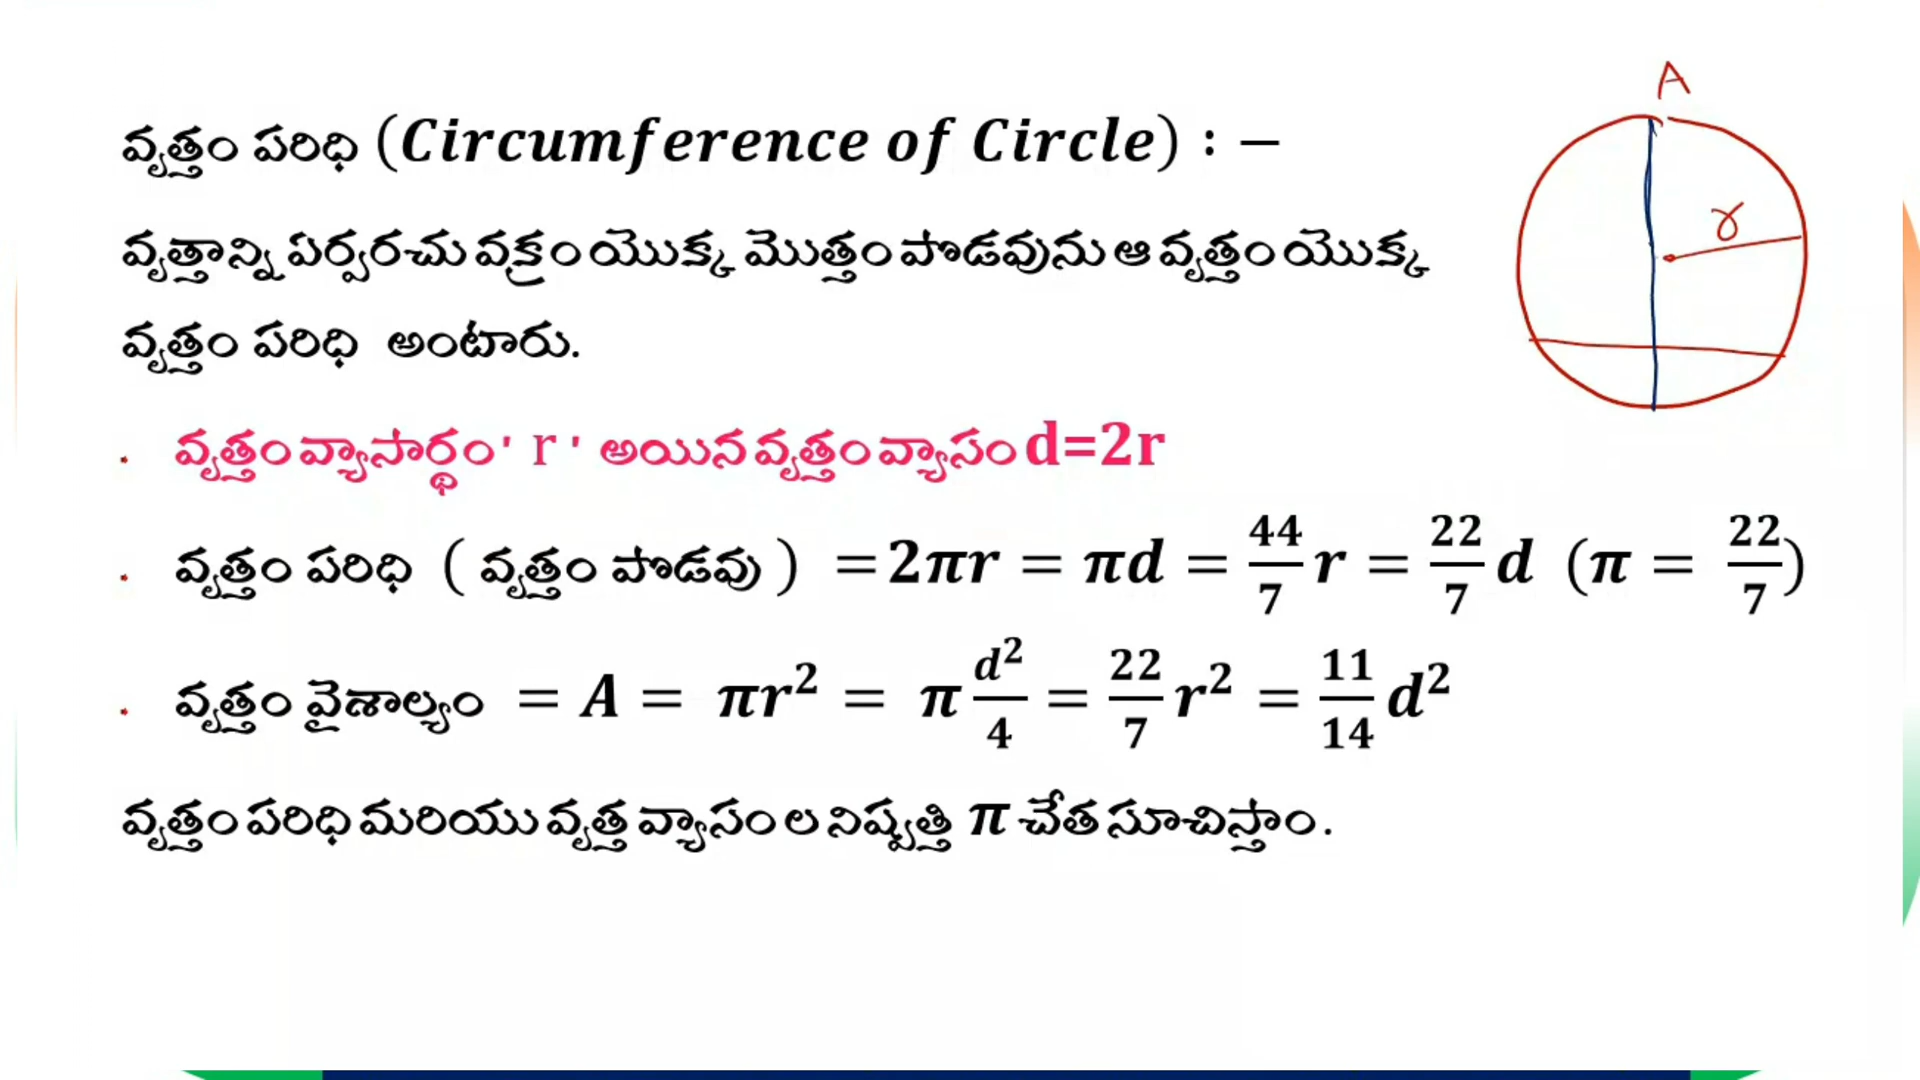 A
వృత్తం పరిధి (Circumference of Circle) : −
వృత్తాన్ని ఏర్పరచు వక్రం యొక్క మొత్తం పొడవును ఆ వృత్తం యొక్క
r
వృత్తం పరిధి అంటారు.
• వృత్తం వ్యాసార్థం ' r ' అయిన వృత్తం వ్యాసం d=2r
• వృత్తం పరిధి ( వృత్తం పొడవు ) = 2πr = πd = 44/7 r = 22/7 d (π = 22/7)
• వృత్తం వైశాల్యం = A = πr² = π d²/4 = 22/7 r² = 11/14 d²
వృత్తం పరిధి మరియు వృత్త వ్యాసం ల నిష్పత్తి π చేత సూచిస్తాం.